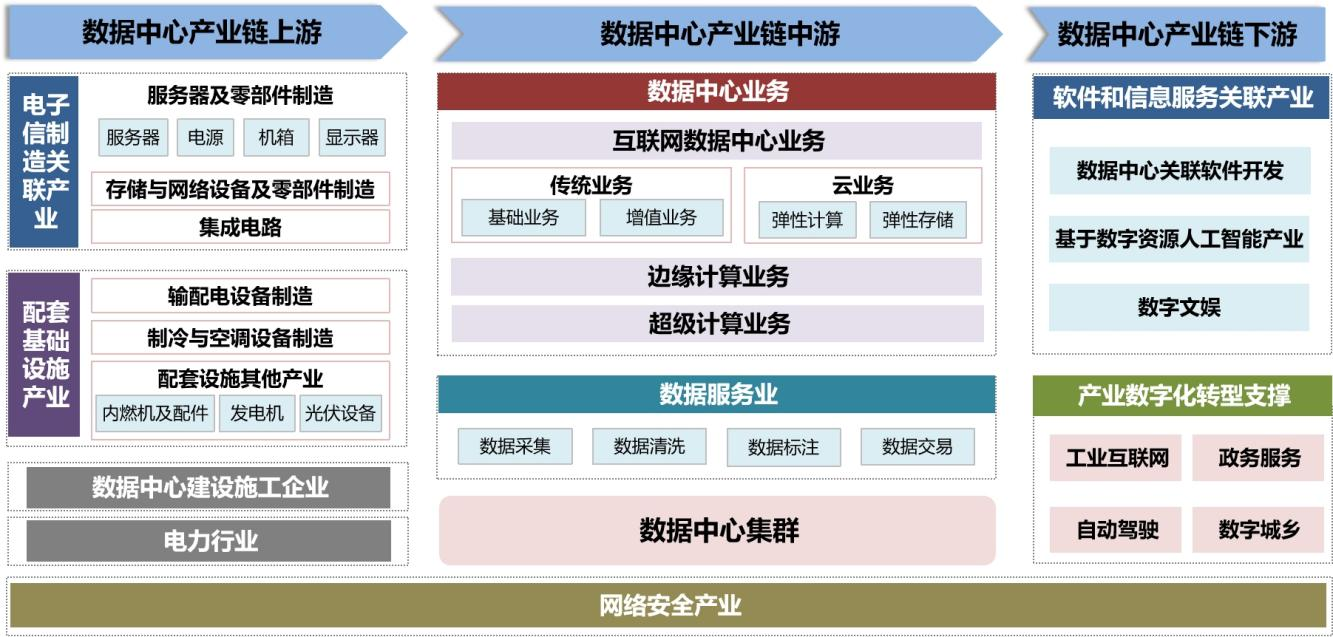 数据中心产业链上游
数据中心产业链中游
数据中心产业链下游
电子
信制
造关
联产
业
服务器及零部件制造
服务器
电源
机箱
显示器
存储与网络设备及零部件制造
集成电路
配套
基础
设施
产业
输配电设备制造
制冷与空调设备制造
配套设施其他产业
内燃机及配件
发电机
光伏设备
数据中心建设施工企业
电力行业
数据中心业务
互联网数据中心业务
传统业务
基础业务
增值业务
云业务
弹性计算
弹性存储
边缘计算业务
超级计算业务
数据服务业
数据采集
数据清洗
数据标注
数据交易
数据中心集群
软件和信息服务关联产业
数据中心关联软件开发
基于数字资源人工智能产业
数字文娱
产业数字化转型支撑
工业互联网
政务服务
自动驾驶
数字城乡
网络安全产业